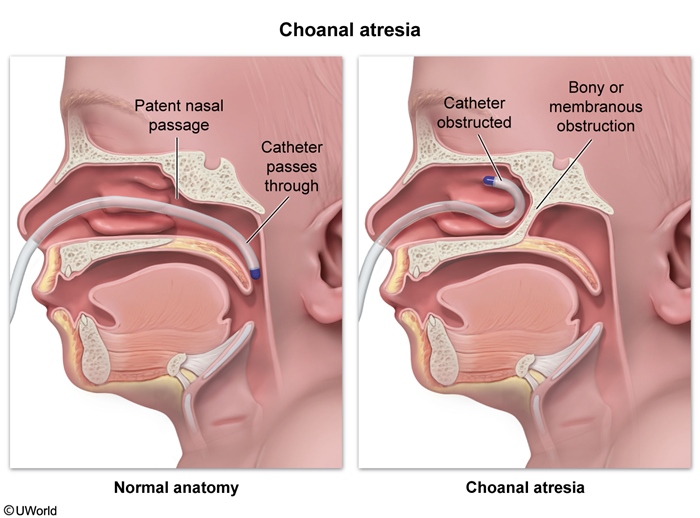 Choanal atresia
Patent nasal
passage
Catheter
passes
through
Catheter
obstructed
Bony or
membranous
obstruction
Normal anatomy
Choanal atresia
©UWorld